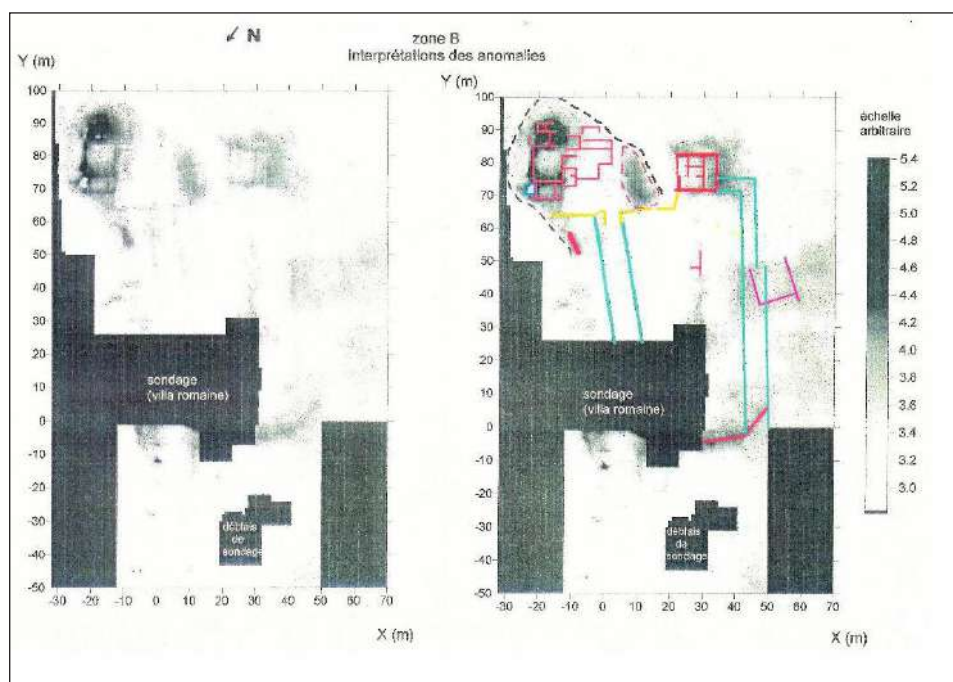 ↙ N
zone B
interprétations des anomalies
Y (m)
100
90
80
70
60
50
40
30
20
10
0
-10
-20
-30
-40
-50
-30 -20 -10 0 10 20 30 40 50 60 70
X (m)
sondage
(villa romaine)
déblais
de
sondage
Y (m)
100
90
80
70
60
50
40
30
20
10
0
-10
-20
-30
-40
-50
-30 -20 -10 0 10 20 30 40 50 60 70
X (m)
sondage
(villa romaine)
déblais
de
sondage
échelle
arbitraire
5.4
5.2
5.0
4.8
4.6
4.4
4.2
4.0
3.8
3.6
3.4
3.2
3.0